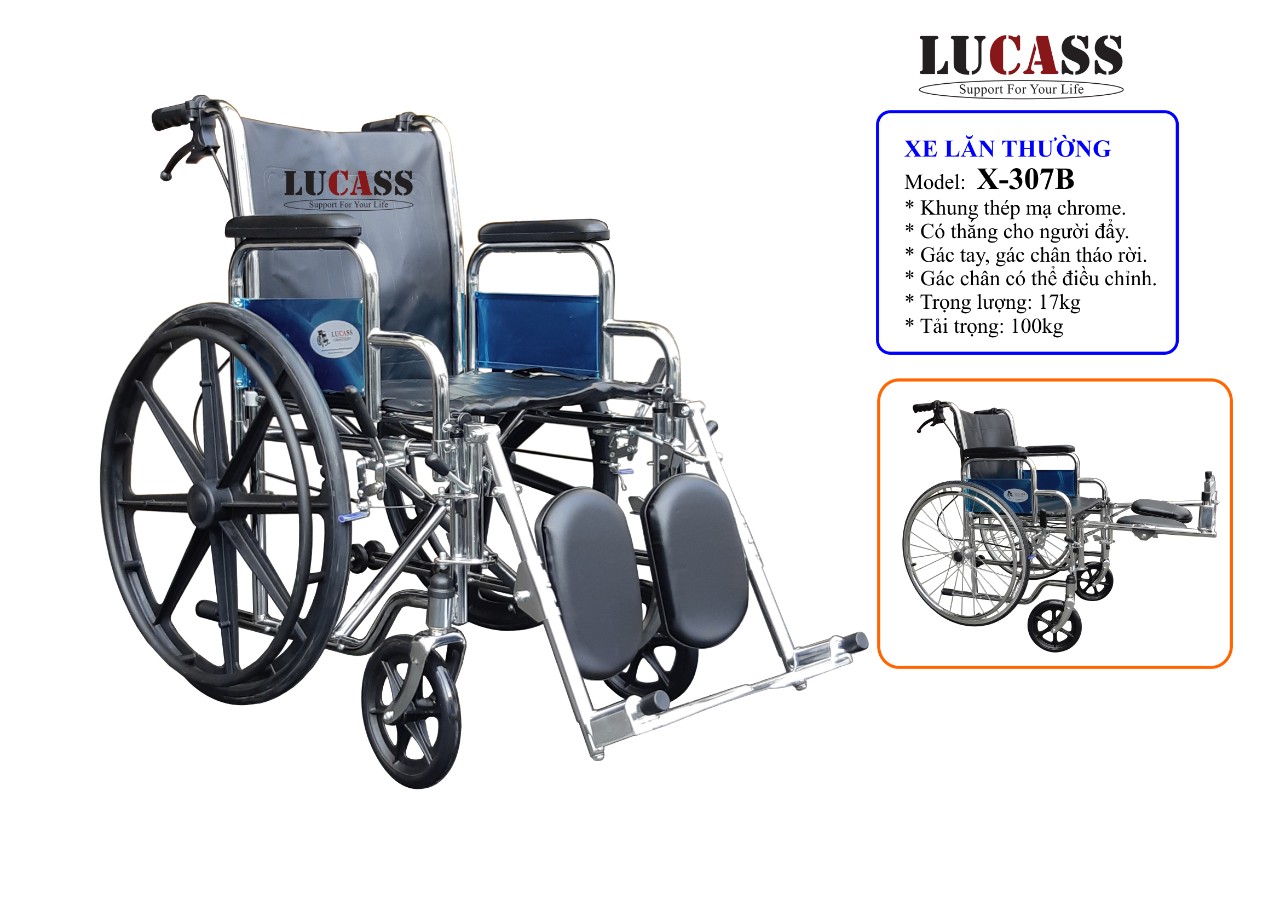 LUCASS
Support For Your Life
XE LĂN THƯỜNG
Model: X-307B
* Khung thép mạ chrome.
* Có thắng cho người đẩy.
* Gác tay, gác chân tháo rời.
* Gác chân có thể điều chỉnh.
* Trọng lượng: 17kg
* Tải trọng: 100kg
LUCASS
Support For Your Life
LUCASS